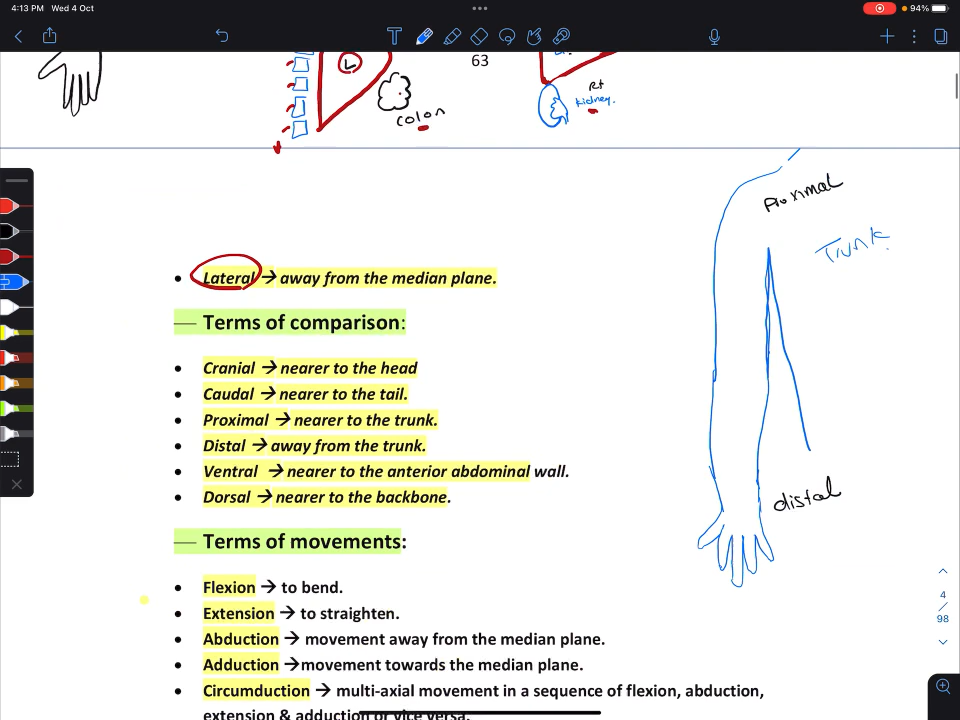 4:13 PM Wed 4 Oct
94%
63
L
colon
Rt
kidney.
Proximal
Trunk
• Lateral → away from the median plane.
— Terms of comparison:
• Cranial → nearer to the head
• Caudal → nearer to the tail.
• Proximal → nearer to the trunk.
• Distal → away from the trunk.
• Ventral → nearer to the anterior abdominal wall.
• Dorsal → nearer to the backbone.
distal
— Terms of movements:
• Flexion → to bend.
• Extension → to straighten.
• Abduction → movement away from the median plane.
• Adduction →movement towards the median plane.
• Circumduction → multi-axial movement in a sequence of flexion, abduction,
extension & adduction or vice versa.
4
/
98